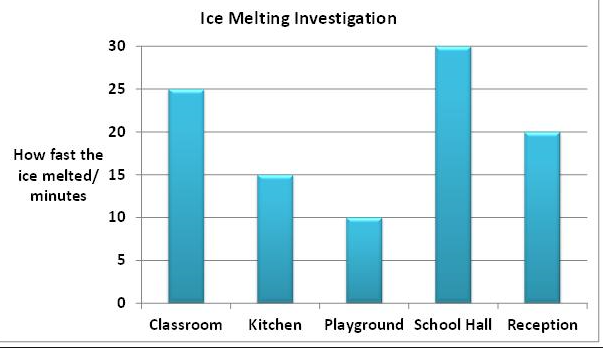 Ice Melting Investigation
30
25
20
15
10
5
0
How fast the
ice melted/
minutes
Classroom Kitchen Playground School Hall Reception